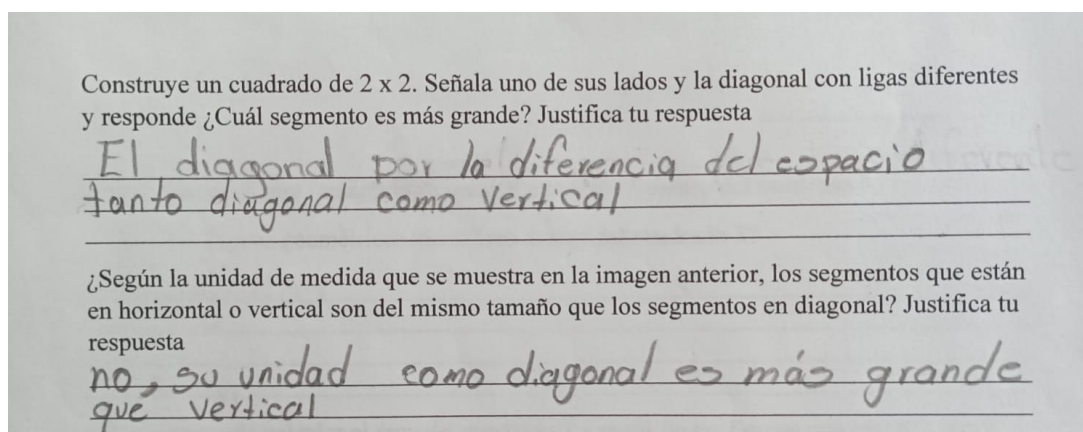 Construye un cuadrado de 2 x 2. Señala uno de sus lados y la diagonal con ligas diferentes
y responde ¿Cuál segmento es más grande? Justifica tu respuesta
El diagonal por la diferencia del espacio
tanto diagonal como vertical
¿Según la unidad de medida que se muestra en la imagen anterior, los segmentos que están
en horizontal o vertical son del mismo tamaño que los segmentos en diagonal? Justifica tu
respuesta
no, su unidad como diagonal es más grande
que vertical